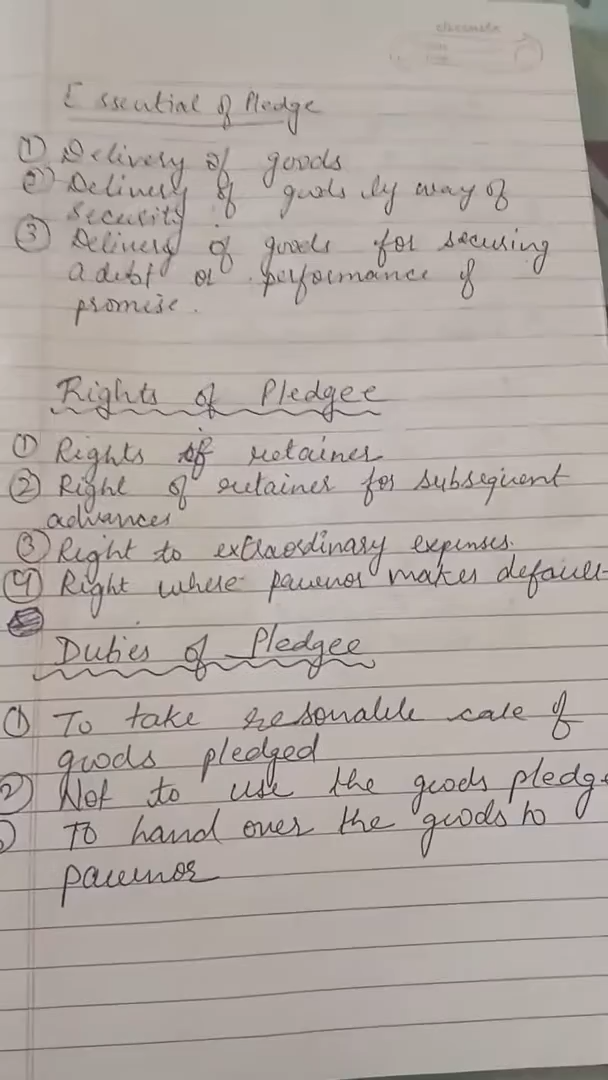 classmate
Essential of Pledge
① Delivery of goods
② Delivery of goods by way of
security.
③ Delivery of goods for securing
a debt or performance of
promise.
Rights of Pledgee
① Rights of retainer
② Right of retainer for subsequent
advances
③ Right to extraordinary expenses.
④ Right where pawnor makes default
Duties of Pledgee
① To take resonable care of
goods pledged
② Not to use the goods pledge
To hand over the goods to
pawnor